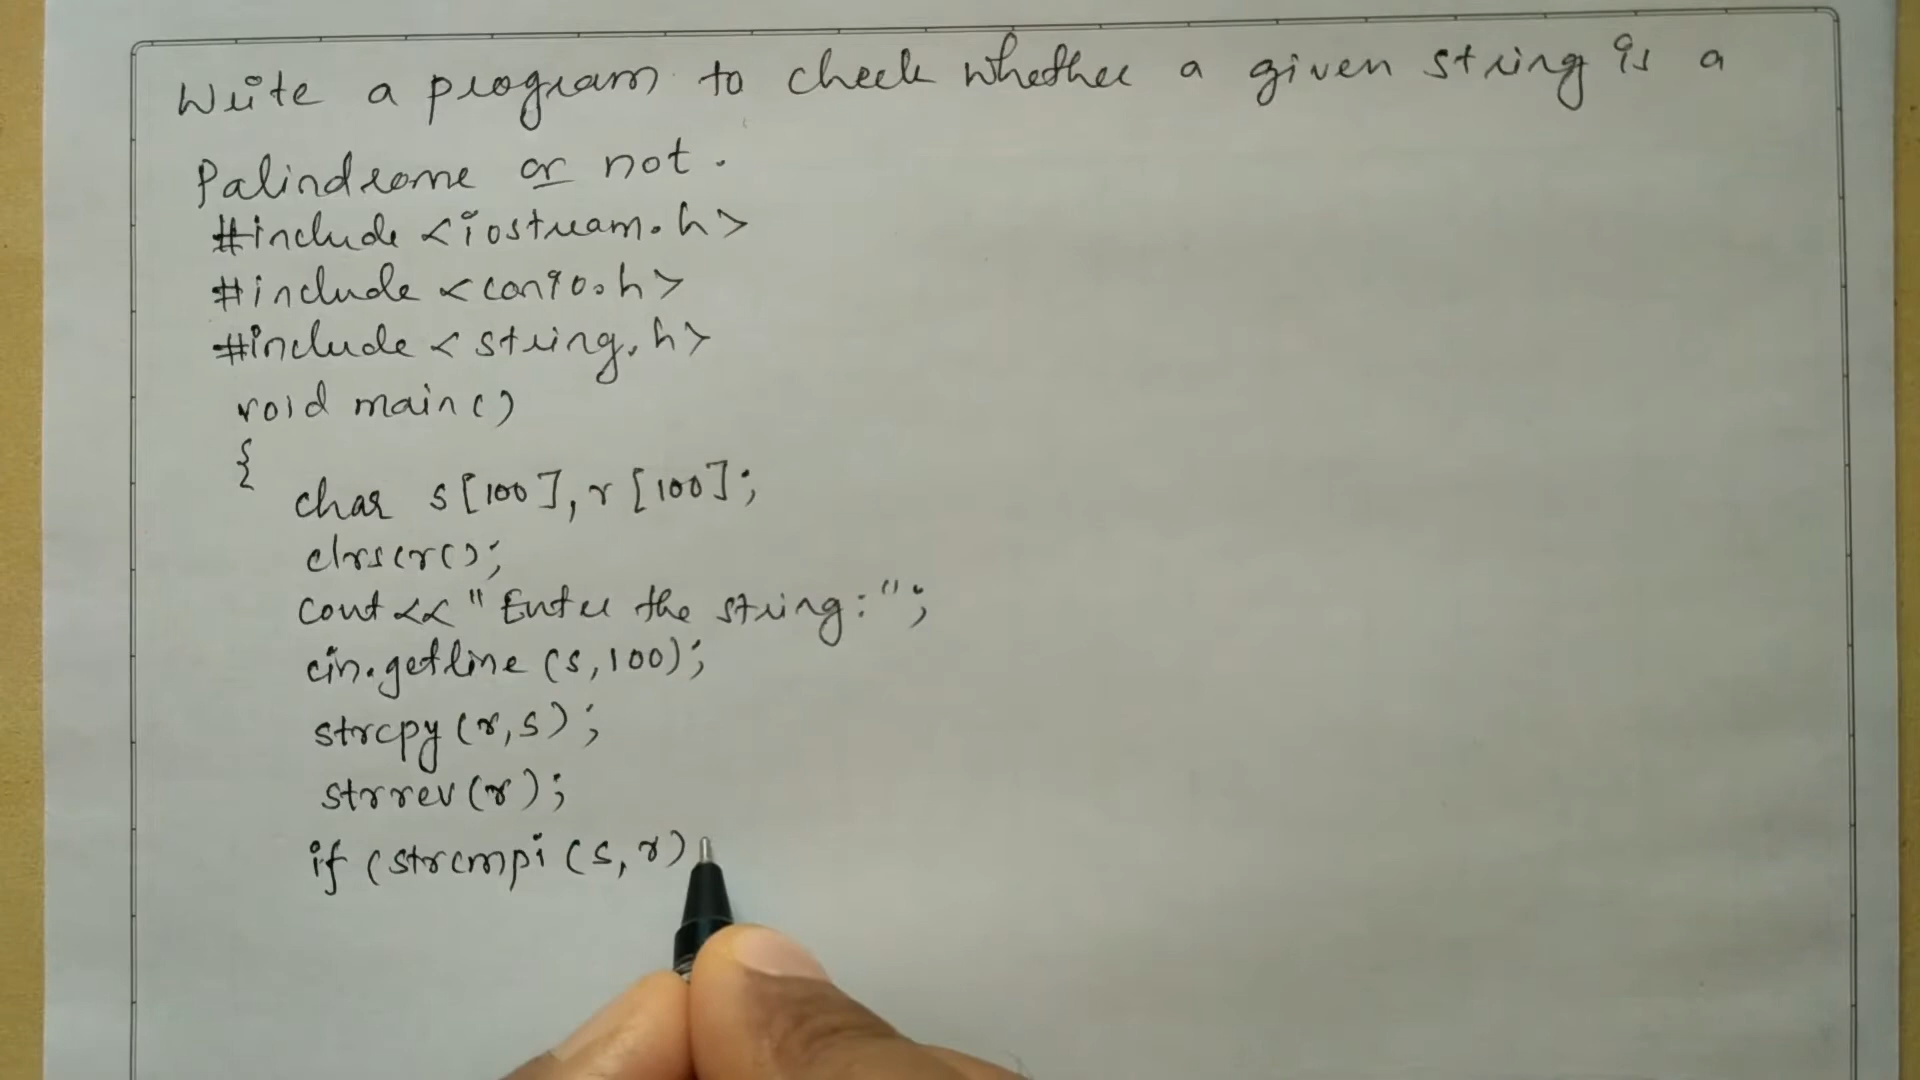 Write a program to check whether a given string is a
Palindrome or not.
#include <iostream.h>
#include <conio.h>
#include <string.h>
void main()
{
char s[100], r[100];
clrscr();
cout << "Enter the string:";
cin.getline (s,100);
strcpy (r,s);
strrev(r);
if (strcmpi (s, r)